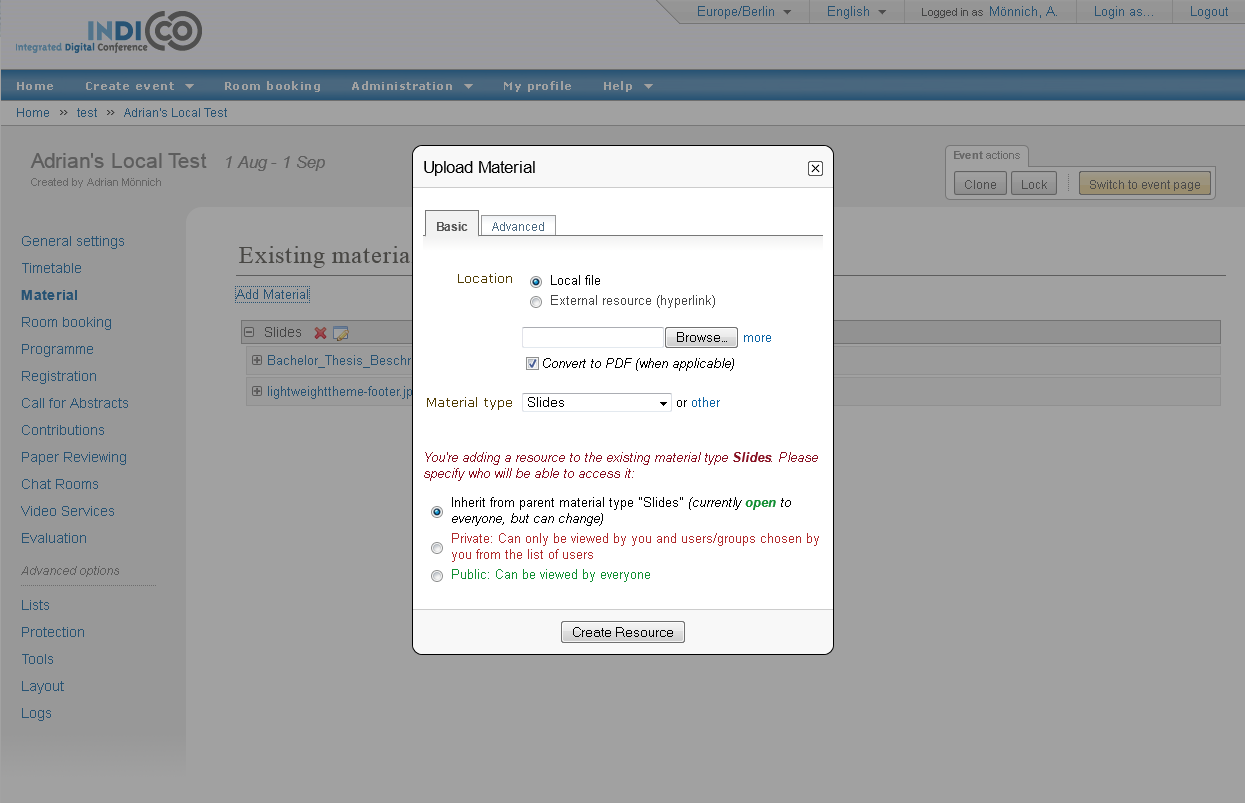 INDICO
Integrated Digital Conference
Europe/Berlin
English
Logged in as Mönnich, A.
Login as...
Logout
Home
Create event
Room booking
Administration
My profile
Help
Home » test » Adrian's Local Test
Adrian's Local Test 1 Aug - 1 Sep
Created by Adrian Mönnich
Event actions
Clone
Lock
Switch to event page
General settings
Timetable
Material
Room booking
Programme
Registration
Call for Abstracts
Contributions
Paper Reviewing
Chat Rooms
Video Services
Evaluation
Advanced options
Lists
Protection
Tools
Layout
Logs
Existing materia
Add Material
Slides
Bachelor_Thesis_Beschr
lightweighttheme-footer.jp
Upload Material
Basic
Advanced
Location
Local file
External resource (hyperlink)
Browse... more
Convert to PDF (when applicable)
Material type Slides or other
You're adding a resource to the existing material type Slides. Please
specify who will be able to access it:
Inherit from parent material type "Slides" (currently open to
everyone, but can change)
Private: Can only be viewed by you and users/groups chosen by
you from the list of users
Public: Can be viewed by everyone
Create Resource